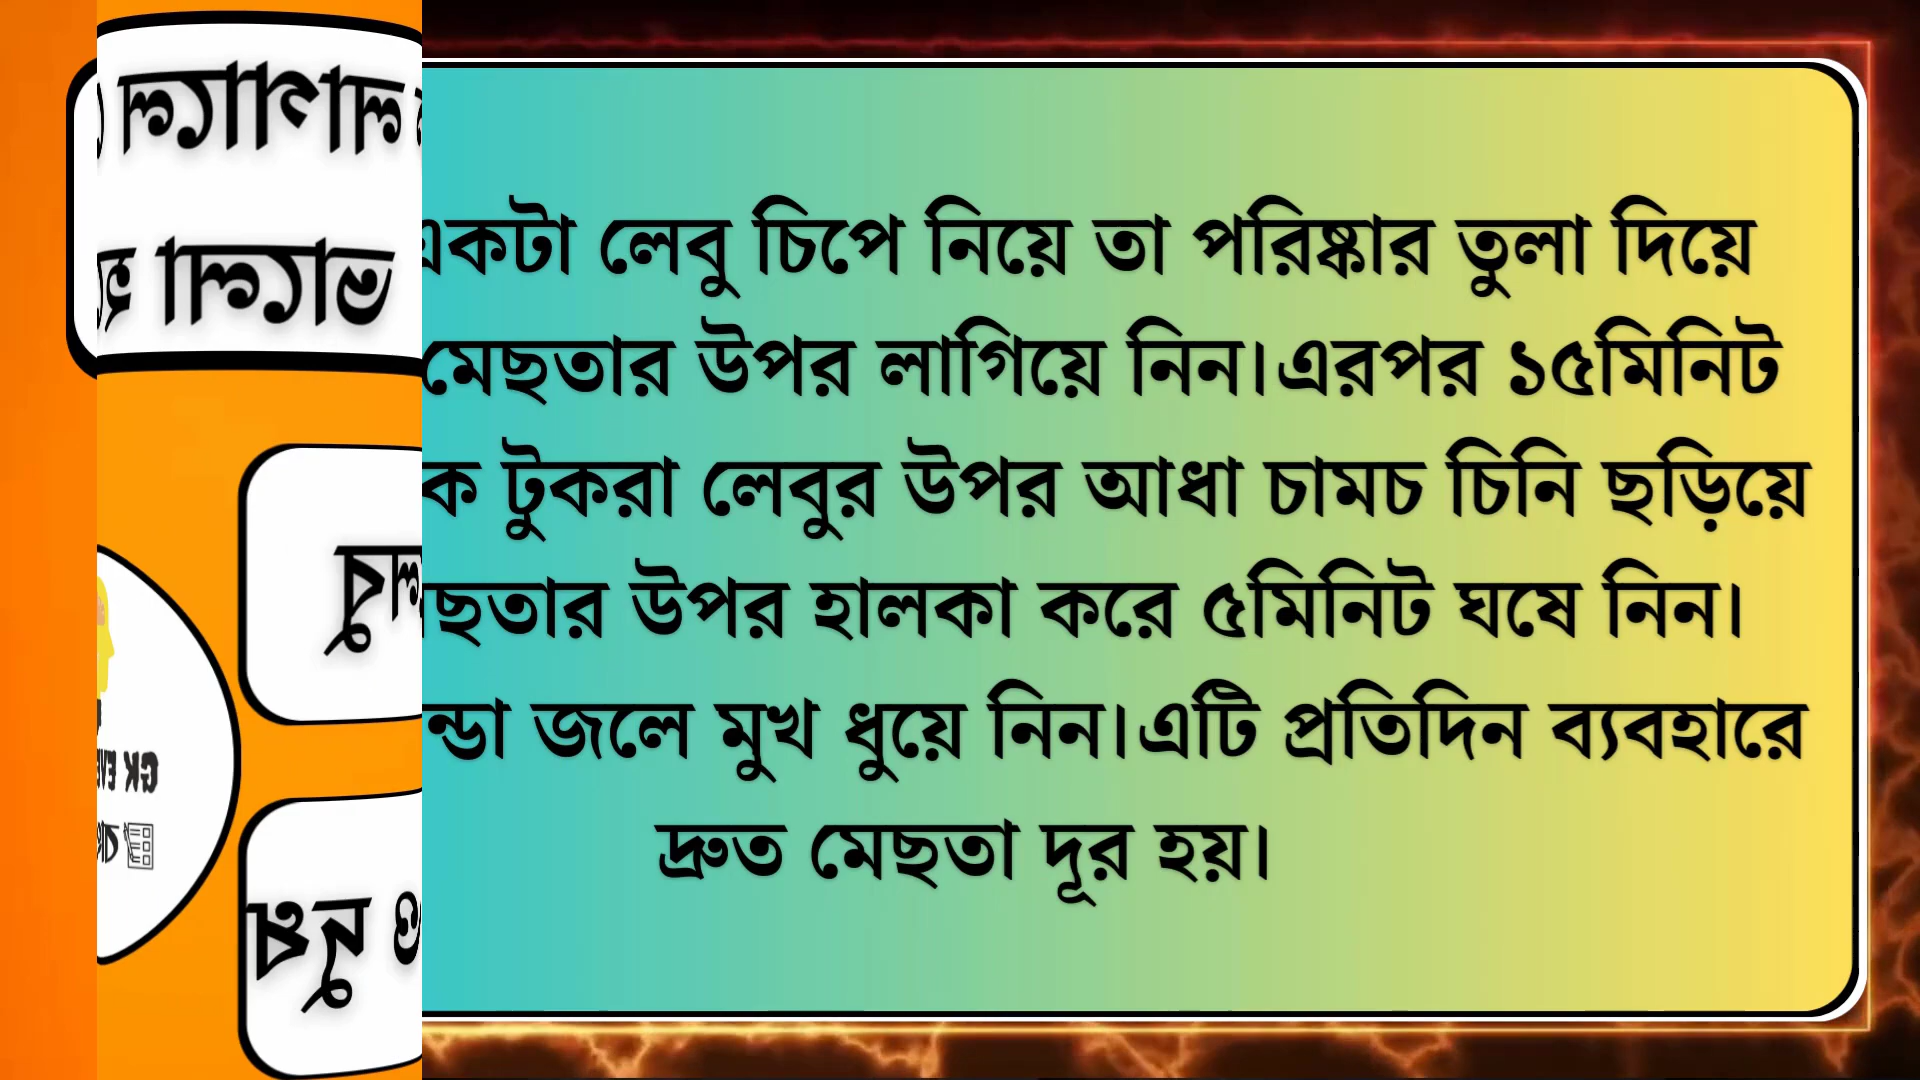 একটা লেবু চিপে নিয়ে তা পরিষ্কার তুলা দিয়ে
মেছতার উপর লাগিয়ে নিন।এরপর ১৫মিনিট
টুকরা লেবুর উপর আধা চামচ চিনি ছড়িয়ে
উপর হালকা করে ৫মিনিট ঘষে নিন।
জলে মুখ ধুয়ে নিন।এটি প্রতিদিন ব্যবহারে
দ্রুত মেছতা দূর হয়।
GK